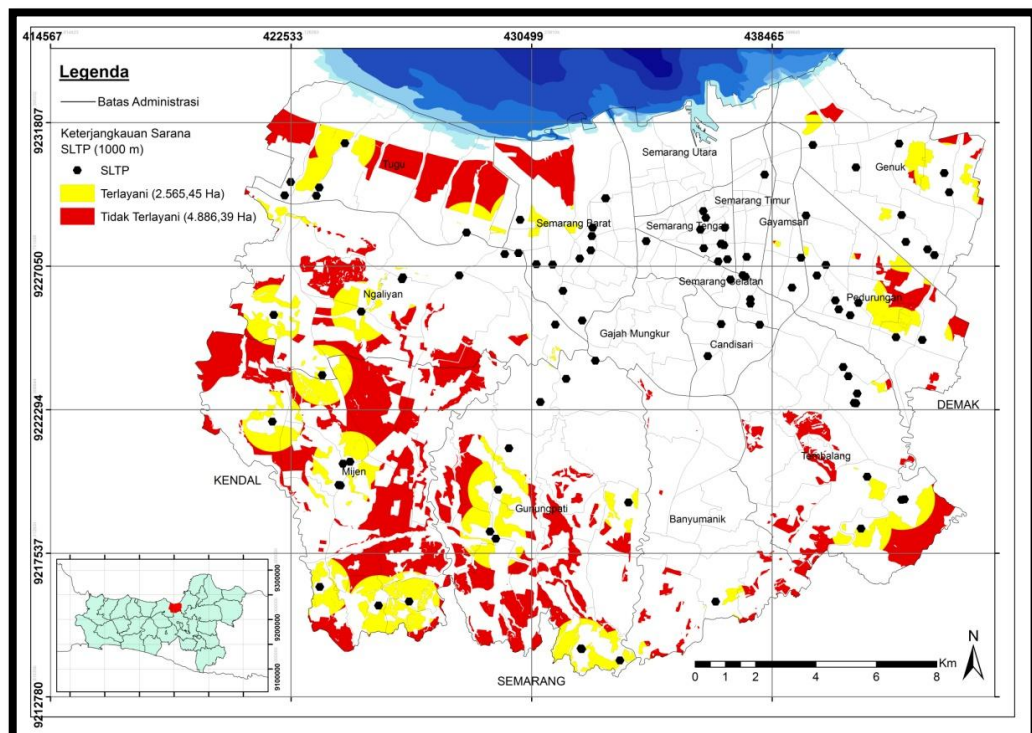 414567 422533 430499 438465
Legenda
Batas Administrasi
Keterjangkauan Sarana
SLTP (1000 m)
SLTP
Terlayani (2.565,45 Ha)
Tidak Terlayani (4.886,39 Ha)
9231807
9227050
9222294
9217537
9212780
Semarang Utara
Tugu
Genuk
Semarang Timur
Semarang Barat
Semarang Tengah
Gayamsari
Semarang Selatan
Ngaliyan
Pedurungan
Gajah Mungkur
Candisari
DEMAK
Tembalang
KENDAL
Mijen
Gunungpati
Banyumanik
SEMARANG
9300000
9200000
9100000
N
Km
0 1 2 4 6 8